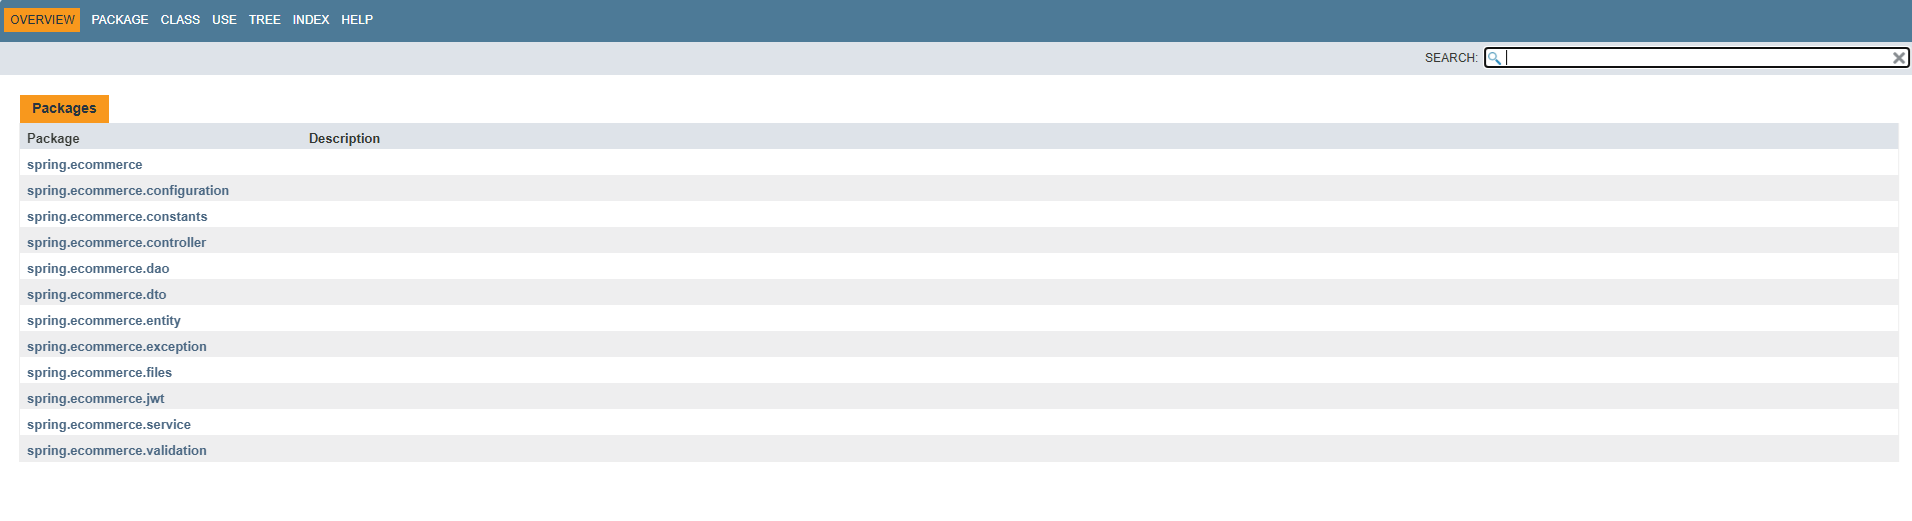 OVERVIEW PACKAGE CLASS USE TREE INDEX HELP
SEARCH:
Packages
Package Description
spring.ecommerce
spring.ecommerce.configuration
spring.ecommerce.constants
spring.ecommerce.controller
spring.ecommerce.dao
spring.ecommerce.dto
spring.ecommerce.entity
spring.ecommerce.exception
spring.ecommerce.files
spring.ecommerce.jwt
spring.ecommerce.service
spring.ecommerce.validation